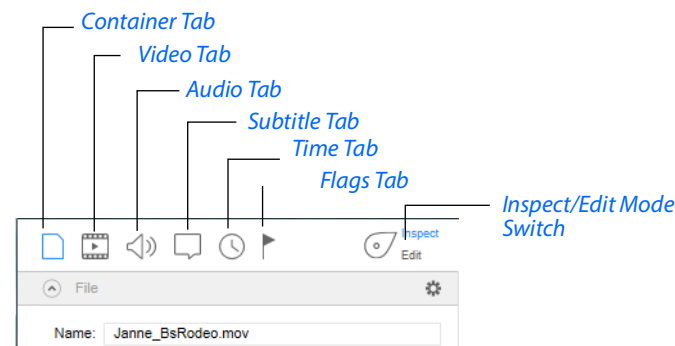 Container Tab
Video Tab
Audio Tab
Subtitle Tab
Time Tab
Flags Tab
Inspect/Edit Mode
Switch
Inspect
Edit
File
Name: Janne_BsRodeo.mov